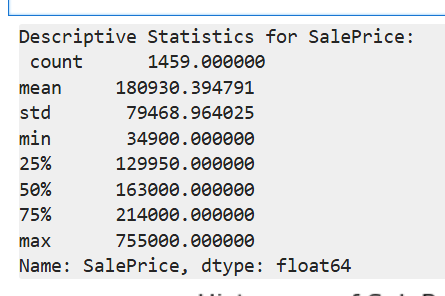 Descriptive Statistics for SalePrice:
count 1459.000000
mean 180930.394791
std 79468.964025
min 34900.000000
25% 129950.000000
50% 163000.000000
75% 214000.000000
max 755000.000000
Name: SalePrice, dtype: float64